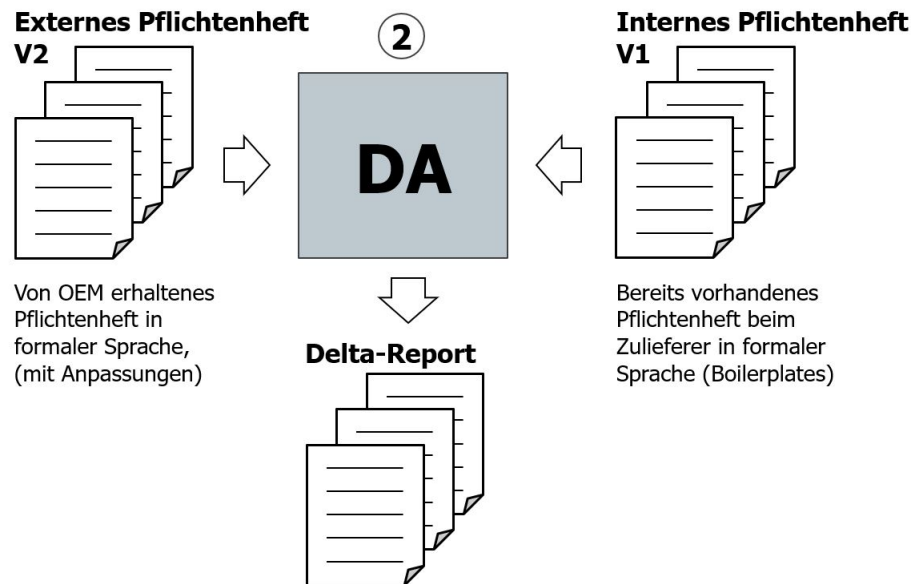 Externes Pflichtenheft
V2
2
Internes Pflichtenheft
V1
DA
Von OEM erhaltenes
Pflichtenheft in
formaler Sprache,
(mit Anpassungen)
Bereits vorhandenes
Pflichtenheft beim
Zulieferer in formaler
Sprache (Boilerplates)
Delta-Report